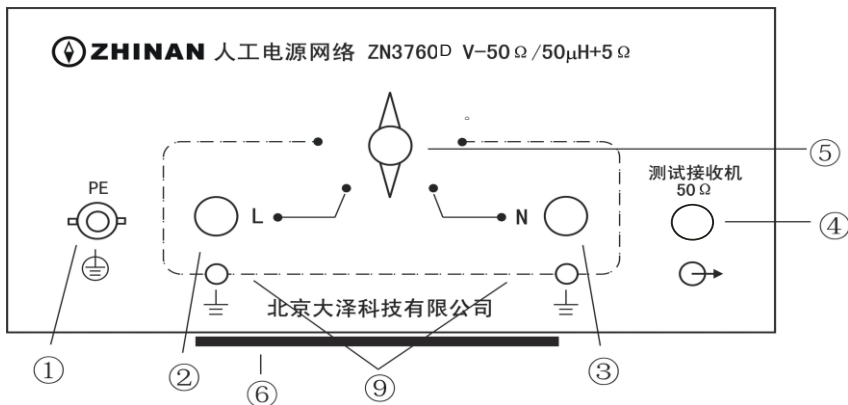 ZHINAN 人工电源网络 ZN3760D V-50Ω/50μH+5Ω
⑤
测试接收机
50Ω
PE
L
N
④
北京大泽科技有限公司
①
②
⑥
⑨
③